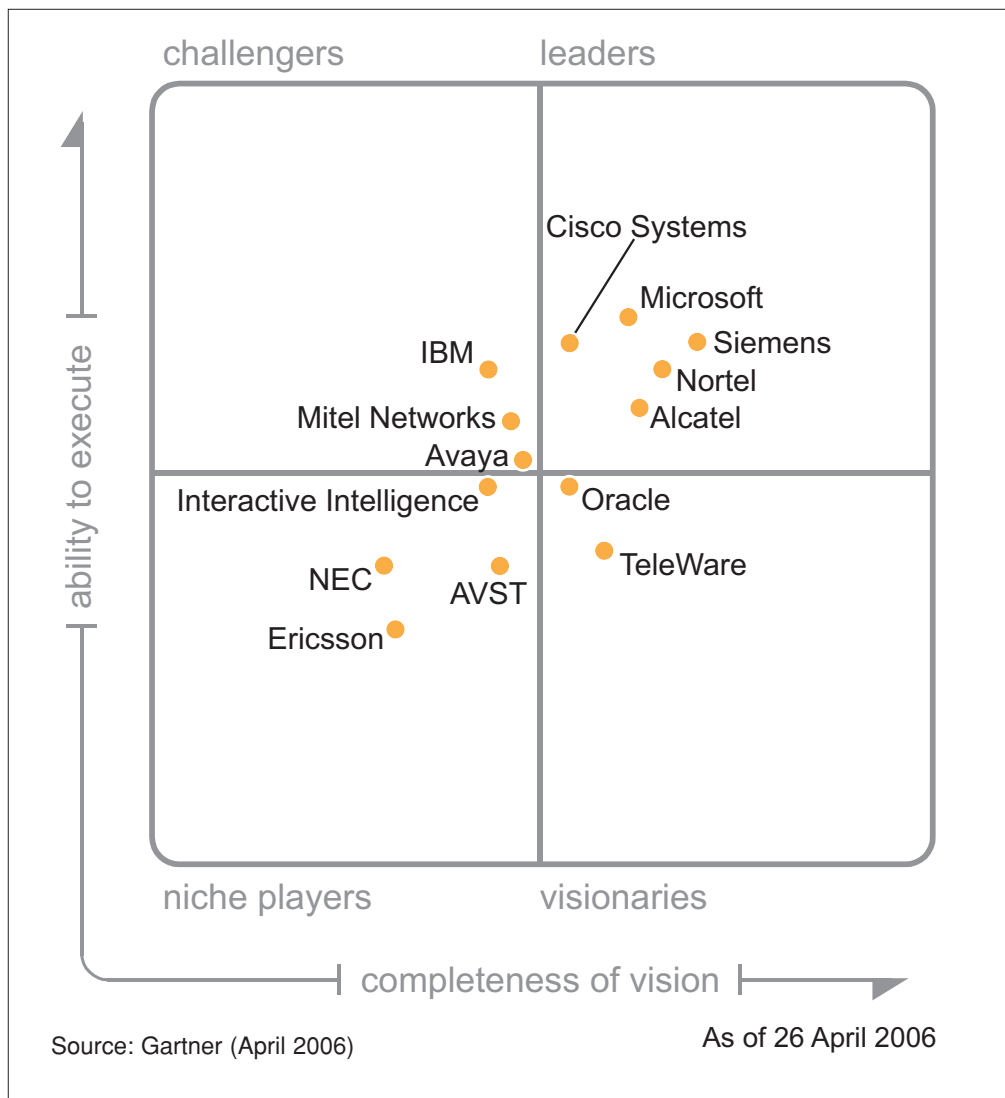 challengers
leaders
Cisco Systems
Microsoft
IBM
Siemens
Nortel
Mitel Networks
Alcatel
Avaya
Interactive Intelligence
Oracle
NEC
AVST
TeleWare
Ericsson
ability to execute
niche players
visionaries
completeness of vision
Source: Gartner (April 2006)
As of 26 April 2006